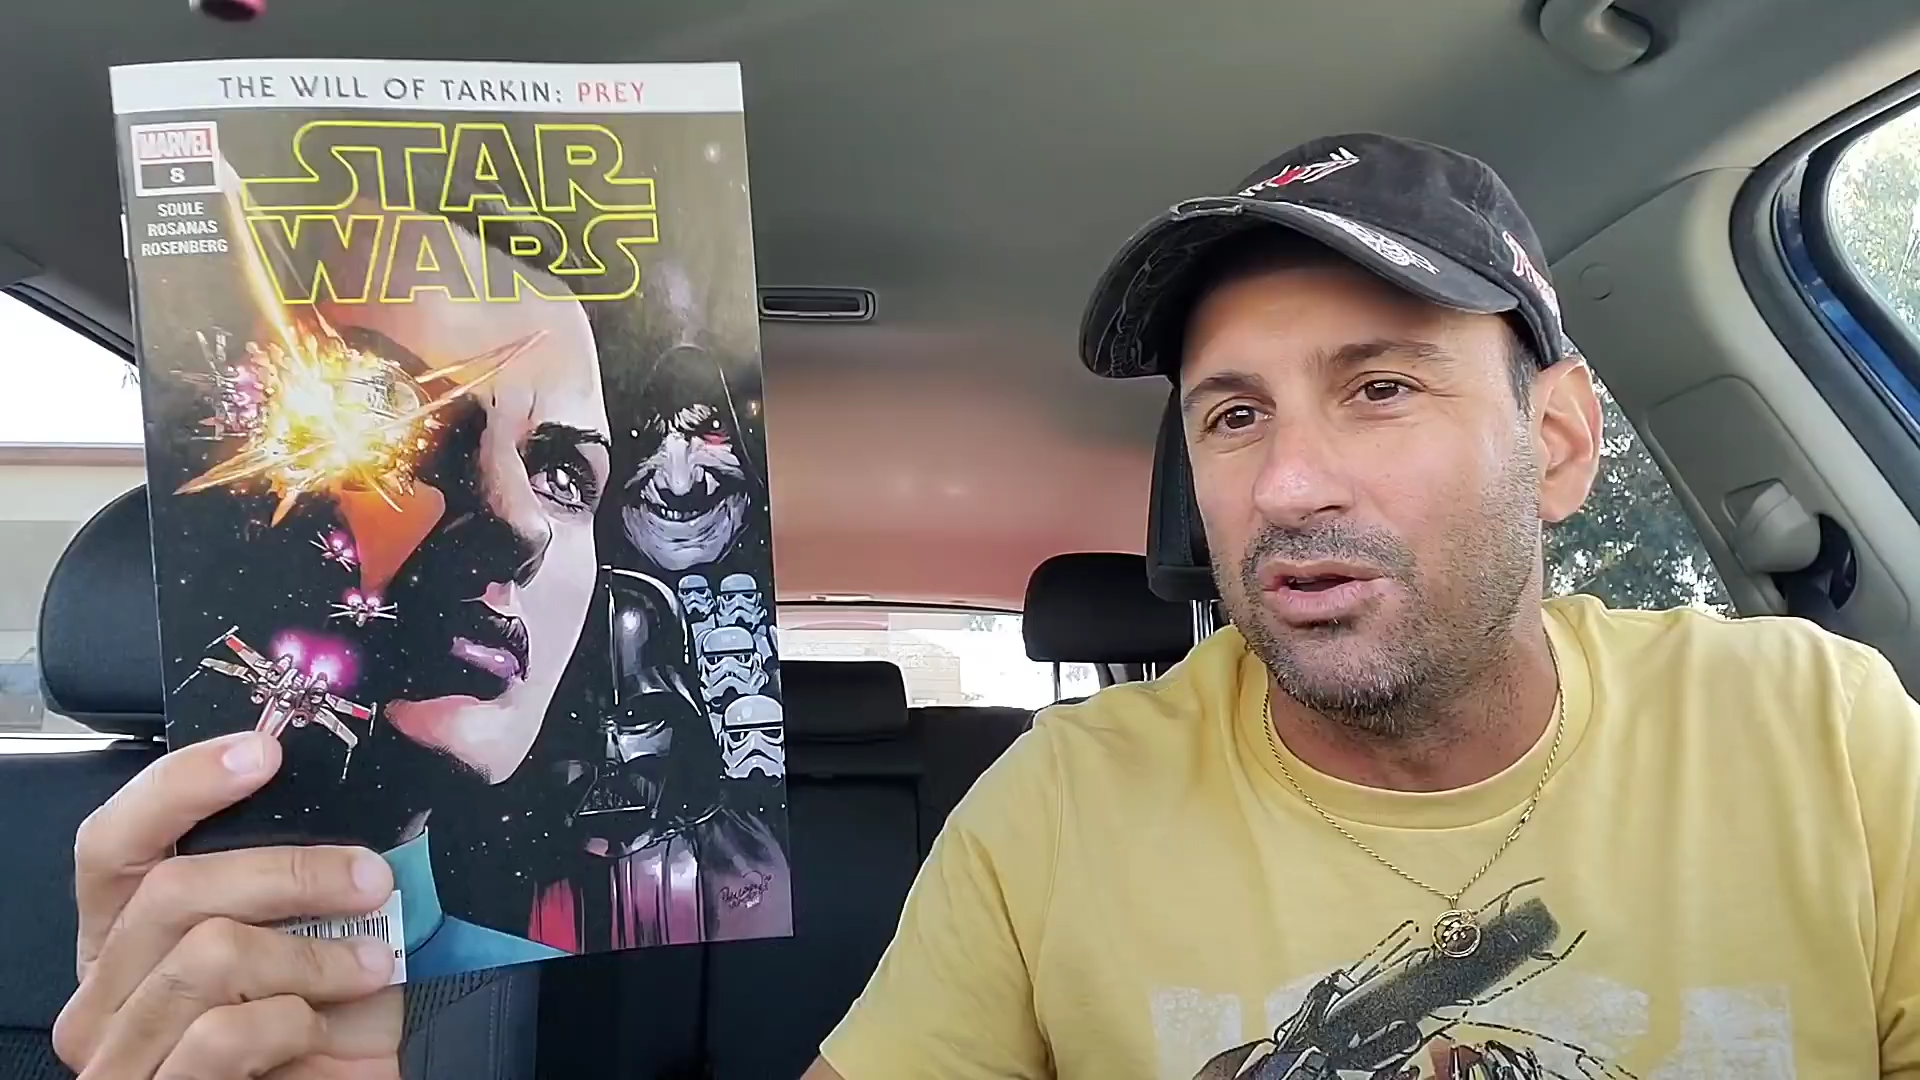 THE WILL OF TARKIN: PREY
MARVEL
8
STAR
WARS
SOULE
ROSANAS
ROSENBERG